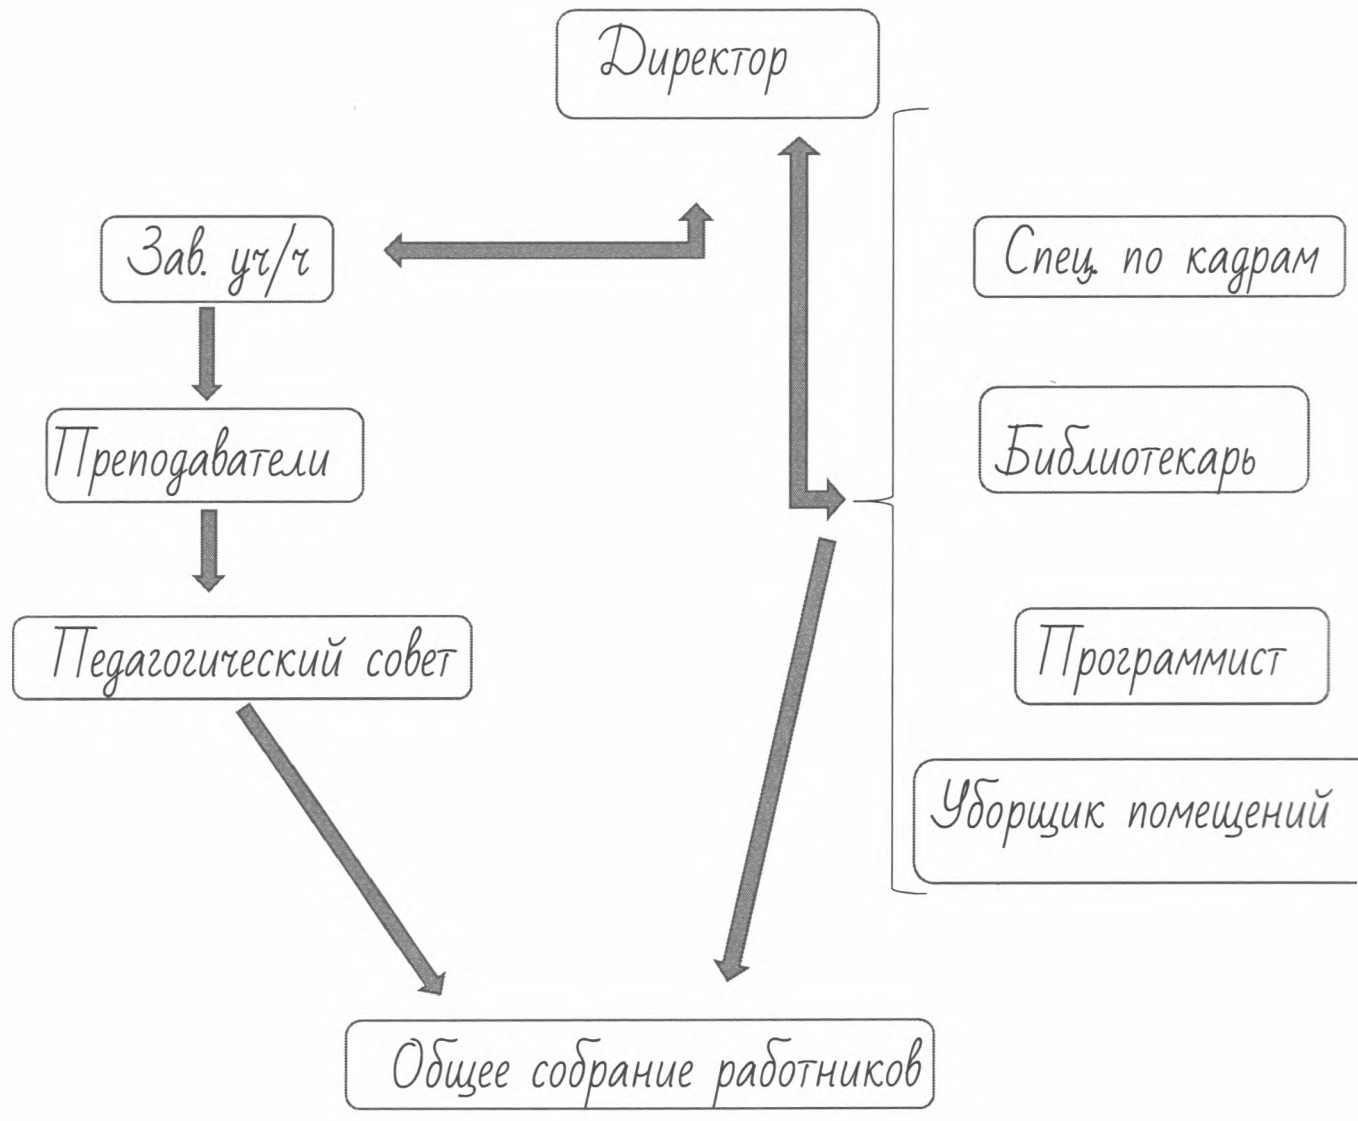 Директор
Зав. уч/ч
Спец. по кадрам
Преподаватели
Библиотекарь
Педагогический совет
Программист
Уборщик помещений
Общее собрание работников